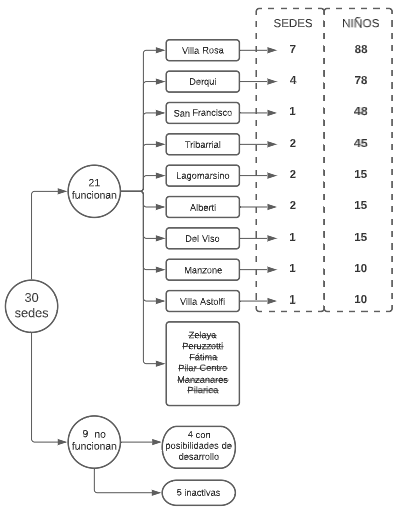 SEDES NIÑOS
Villa Rosa 7 88
Derqui 4 78
San Francisco 1 48
Tribarrial 2 45
21
funcionan
Lagomarsino 2 15
Alberti 2 15
Del Viso 1 15
Manzone 1 10
Villa Astolfi 1 10
30
sedes
Zelaya
Peruzzotti
Fátima
Pilar Centro
Manzanares
Pilarica
9 no
funcionan
4 con
posibilidades de
desarrollo
5 inactivas